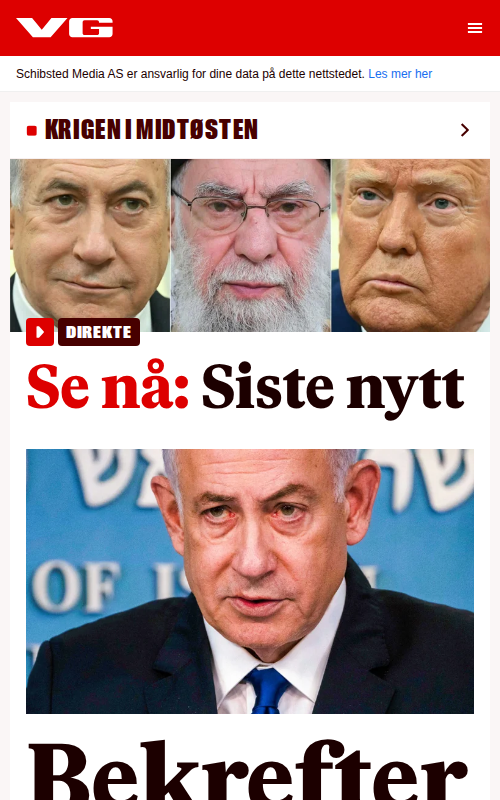 VG
Schibsted Media AS er ansvarlig for dine data på dette nettstedet. Les mer her
KRIGEN I MIDTØSTEN
DIREKTE
Se nå: Siste nytt
OF
Bekrefter